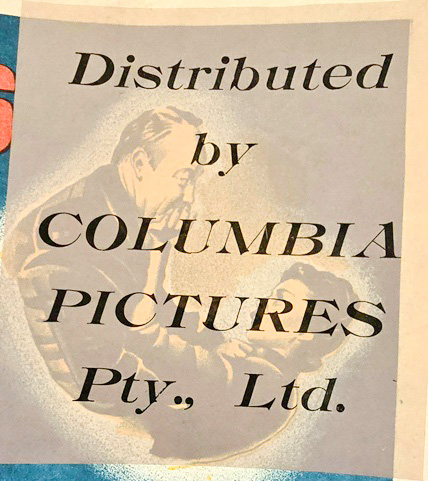 Distributed
by
COLUMBIA
PICTURES
Pty., Ltd.